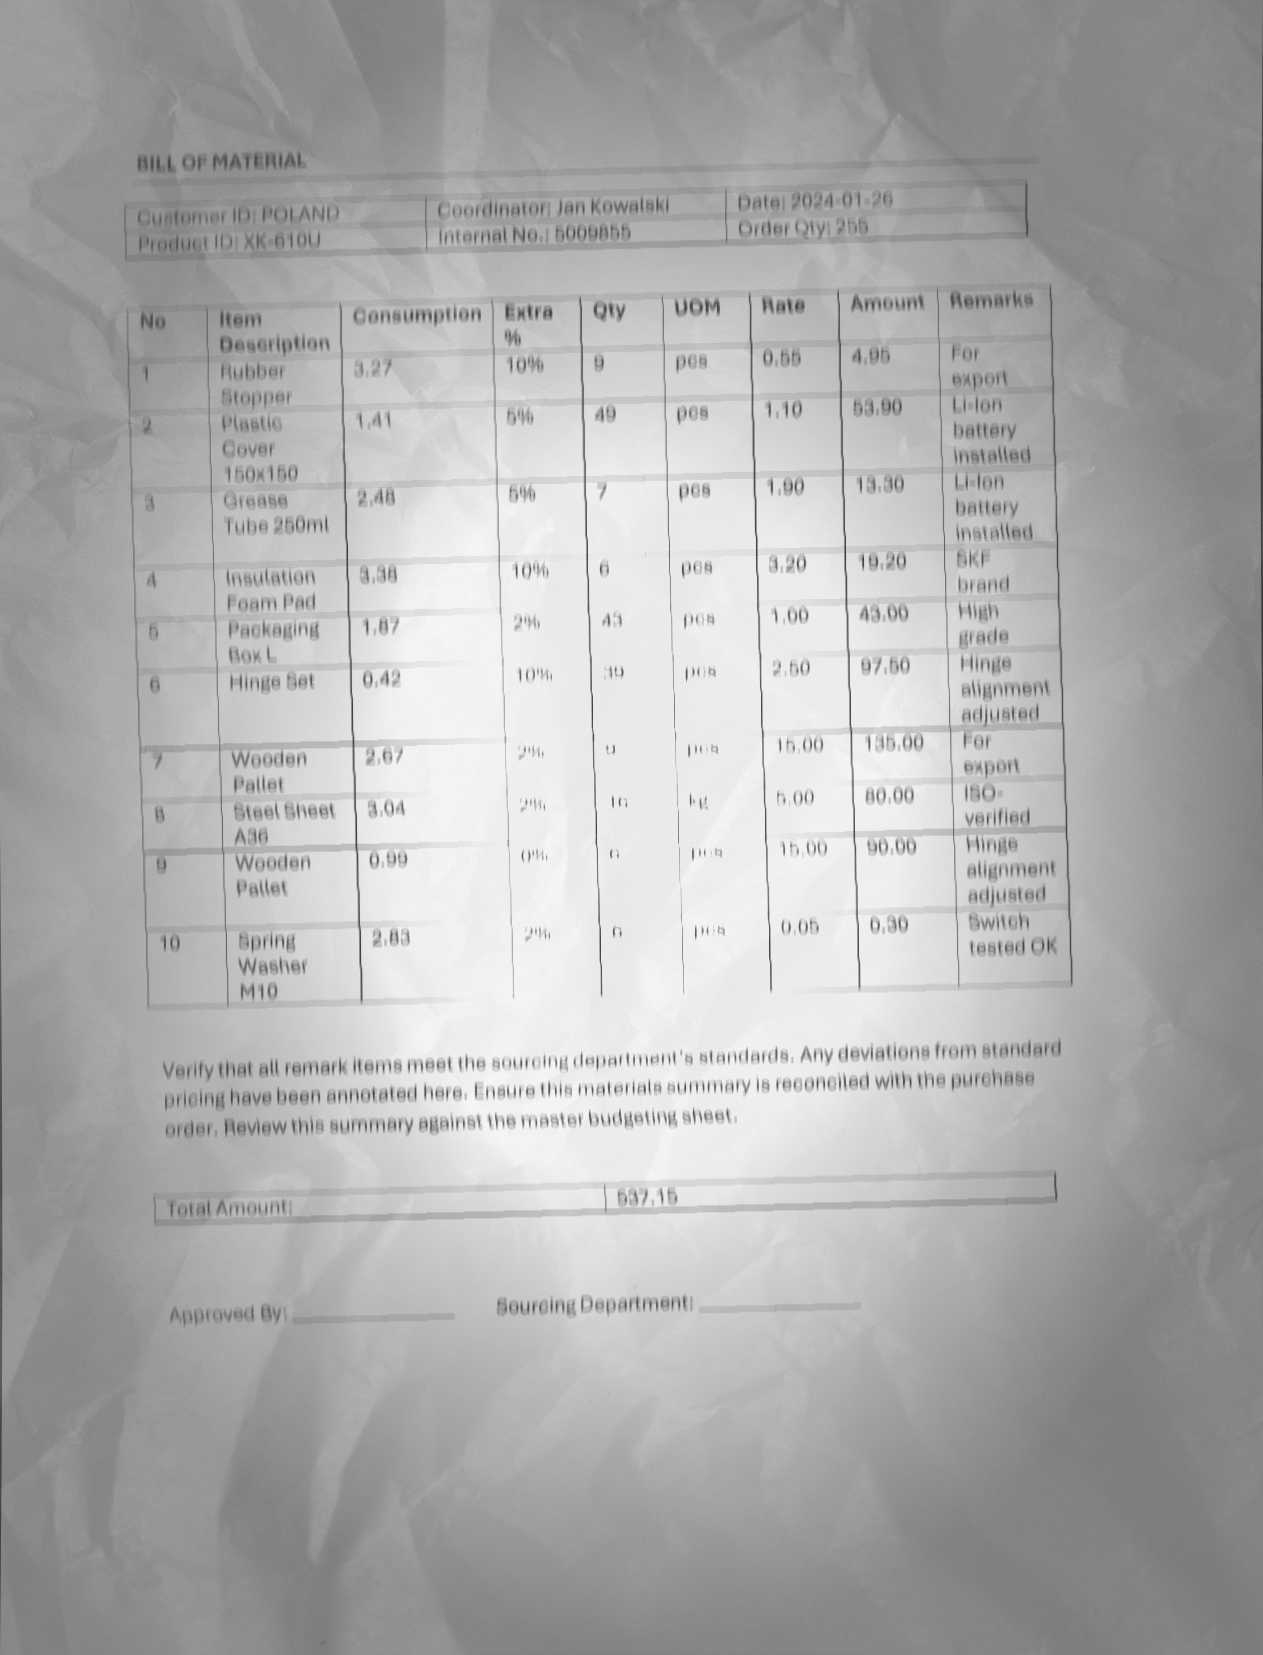 BILL OF MATERIAL
Customer ID: POLAND Coordinator: Jan Kowalski Date: 2024-01-26
Product ID: XK-610U Internal No.: 5009855 Order Qty: 255
No Item Description Consumption Extra % Qty UOM Rate Amount Remarks
1 Rubber Stopper 3.27 10% 9 pcs 0.55 4.95 For export
2 Plastic Cover 150x150 1.41 5% 49 pcs 1.10 53.90 Li-Ion battery installed
3 Grease Tube 250ml 2.48 5% 7 pcs 1.90 13.30 Li-Ion battery installed
4 Insulation Foam Pad 3.38 10% 6 pcs 3.20 19.20 SKF brand
5 Packaging Box L 1.87 2% 43 pcs 1.00 43.00 High grade
6 Hinge Set 0.42 10% 39 pcs 2.50 97.50 Hinge alignment adjusted
7 Wooden Pallet 2.67 2% 9 pcs 15.00 135.00 For export
8 Steel Sheet A36 3.04 2% 16 kg 5.00 80.00 ISO-verified
9 Wooden Pallet 0.99 0% 6 pcs 15.00 90.00 Hinge alignment adjusted
10 Spring Washer M10 2.83 2% 6 pcs 0.05 0.30 Switch tested OK
Verify that all remark items meet the sourcing department's standards. Any deviations from standard
pricing have been annotated here. Ensure this materials summary is reconciled with the purchase
order. Review this summary against the master budgeting sheet.
Total Amount: 537.15
Approved By: Sourcing Department: